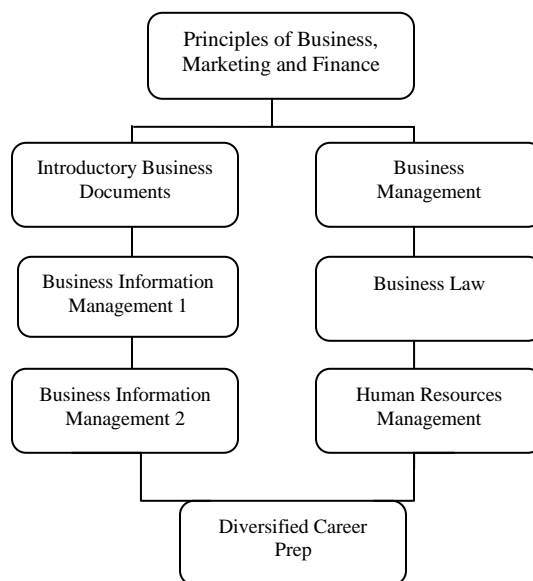 Principles of Business,
Marketing and Finance
Introductory Business
Documents
Business
Management
Business Information
Management 1
Business Law
Business Information
Management 2
Human Resources
Management
Diversified Career
Prep